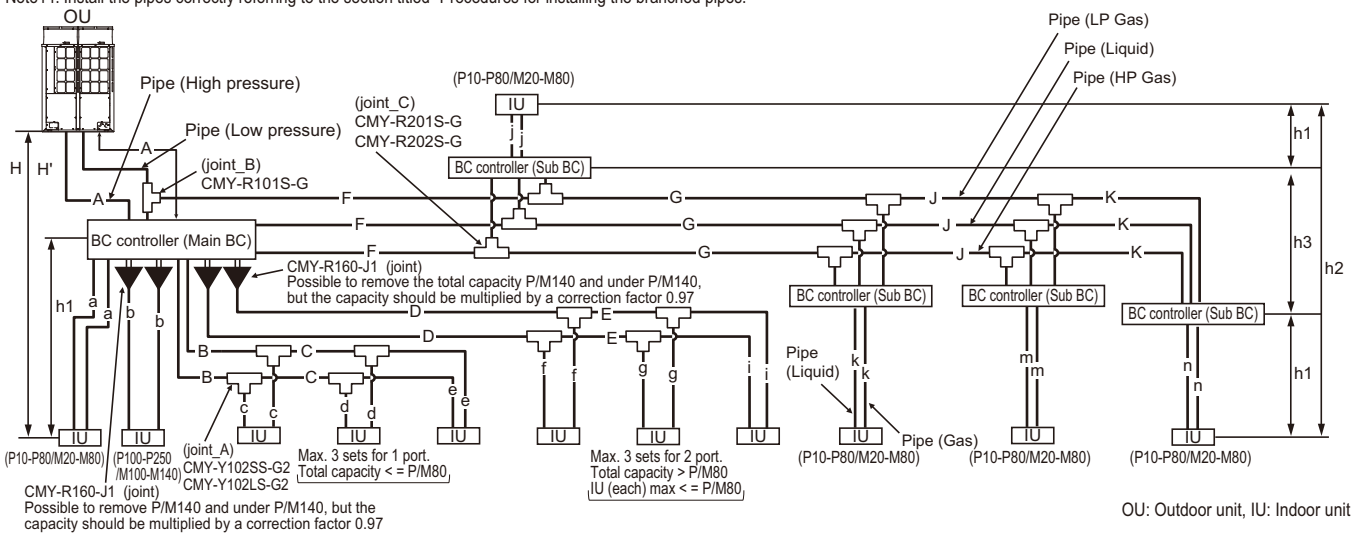 Note11. Install the pipes correctly referring to the section titled "Procedures for installing the branched pipes."
OU
Pipe (High pressure)
Pipe (Low pressure)
A
H
H'
A
(joint_B)
CMY-R101S-G
(joint_C)
CMY-R201S-G
CMY-R202S-G
(P10-P80/M20-M80)
IU
j
j
BC controller (Sub BC)
Pipe (LP Gas)
Pipe (Liquid)
Pipe (HP Gas)
h1
h3
h2
h1
F
G
J
K
F
G
J
K
F
G
J
K
BC controller (Main BC)
CMY-R160-J1 (joint)
Possible to remove the total capacity P/M140 and under P/M140,
but the capacity should be multiplied by a correction factor 0.97
BC controller (Sub BC)
BC controller (Sub BC)
BC controller (Sub BC)
h1
a
a
b
b
D
E
D
E
B
C
B
C
c
c
d
d
e
e
f
f
g
g
i
i
Pipe
(Liquid)
k
k
Pipe (Gas)
m
m
n
n
IU
IU
IU
IU
IU
IU
IU
IU
IU
IU
IU
(P10-P80/M20-M80)
(P100-P250
/M100-M140)
(joint_A)
CMY-Y102SS-G2
CMY-Y102LS-G2
Max. 3 sets for 1 port.
Total capacity < = P/M80
Max. 3 sets for 2 port.
Total capacity > P/M80
IU (each) max < = P/M80
(P10-P80/M20-M80)
(P10-P80/M20-M80)
(P10-P80/M20-M80)
CMY-R160-J1 (joint)
Possible to remove P/M140 and under P/M140, but the
capacity should be multiplied by a correction factor 0.97
OU: Outdoor unit, IU: Indoor unit